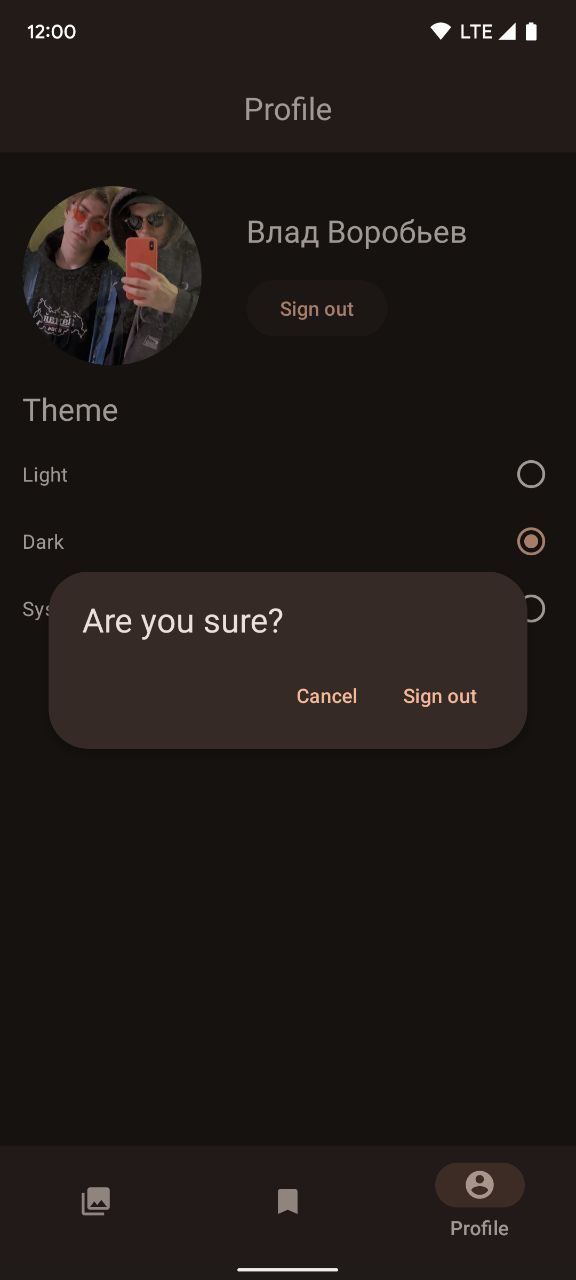 12:00 LTE
Profile
Влад Воробьев
Sign out
Theme
Light
Dark
Sys
Are you sure?
Cancel Sign out
Profile